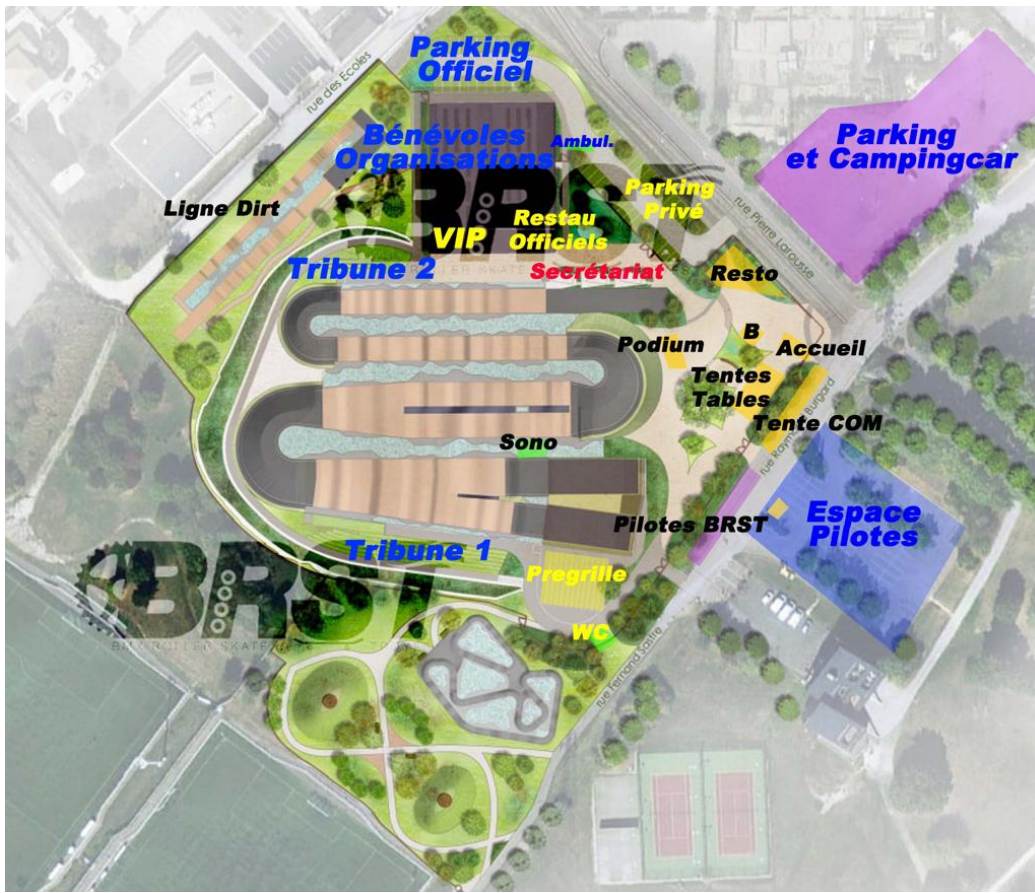 Parking
Officiel
rue des Ecoles
Bénévoles
Organisations
Ambul.
Parking
et Campingcar
Ligne Dirt
Parking
Privé
rue Pierre Larousse
VIP
Restau
Officiels
Tribune 2
Secrétariat
Resto
B
Podium
Accueil
Tentes
Tables
Tente COM
Sono
Pilotes BRST
Espace
Pilotes
Tribune 1
Pregrille
BRST
WC
rue Fernand Sastre